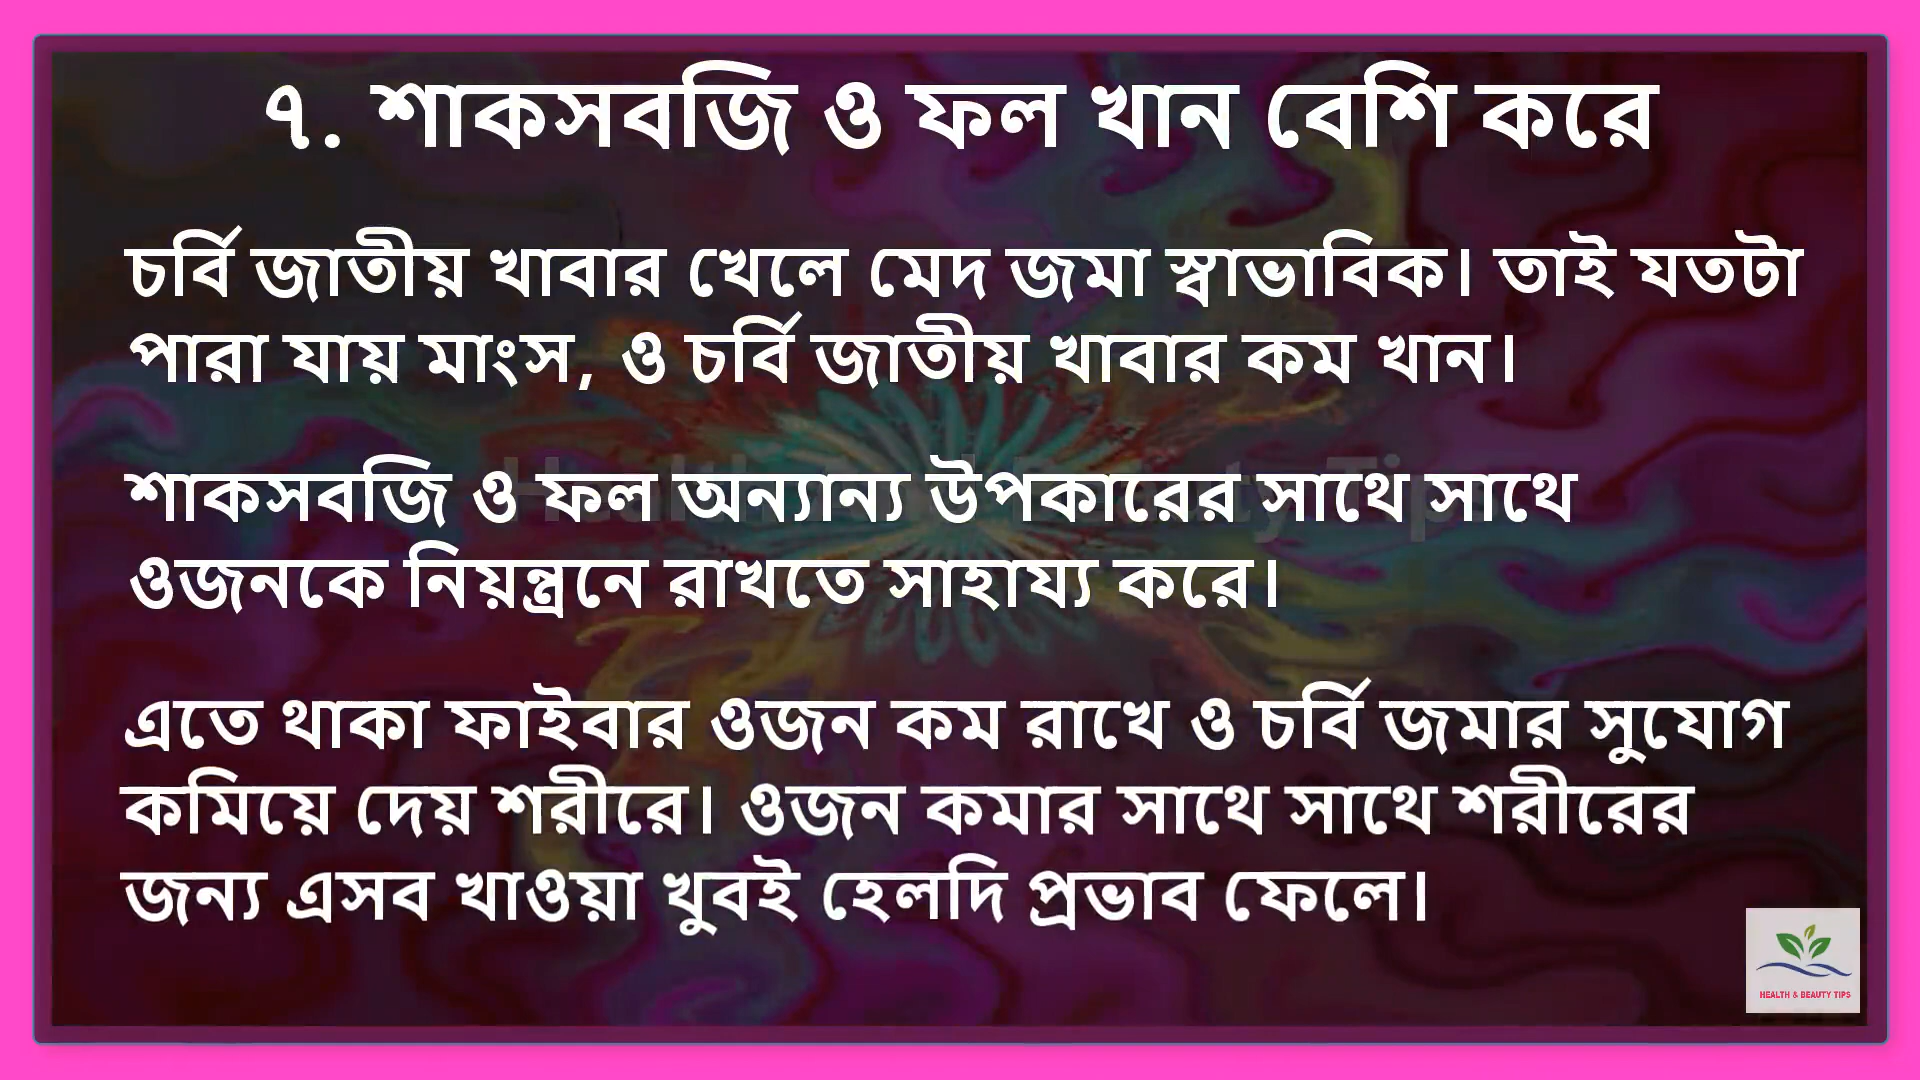 ৭. শাকসবজি ও ফল খান বেশি করে
চর্বি জাতীয় খাবার খেলে মেদ জমা স্বাভাবিক। তাই যতটা
পারা যায় মাংস, ও চর্বি জাতীয় খাবার কম খান।
শাকসবজি ও ফল অন্যান্য উপকারের সাথে সাথে
ওজনকে নিয়ন্ত্রনে রাখতে সাহায্য করে।
এতে থাকা ফাইবার ওজন কম রাখে ও চর্বি জমার সুযোগ
কমিয়ে দেয় শরীরে। ওজন কমার সাথে সাথে শরীরের
জন্য এসব খাওয়া খুবই হেলদি প্রভাব ফেলে।
HEALTH & BEAUTY TIPS